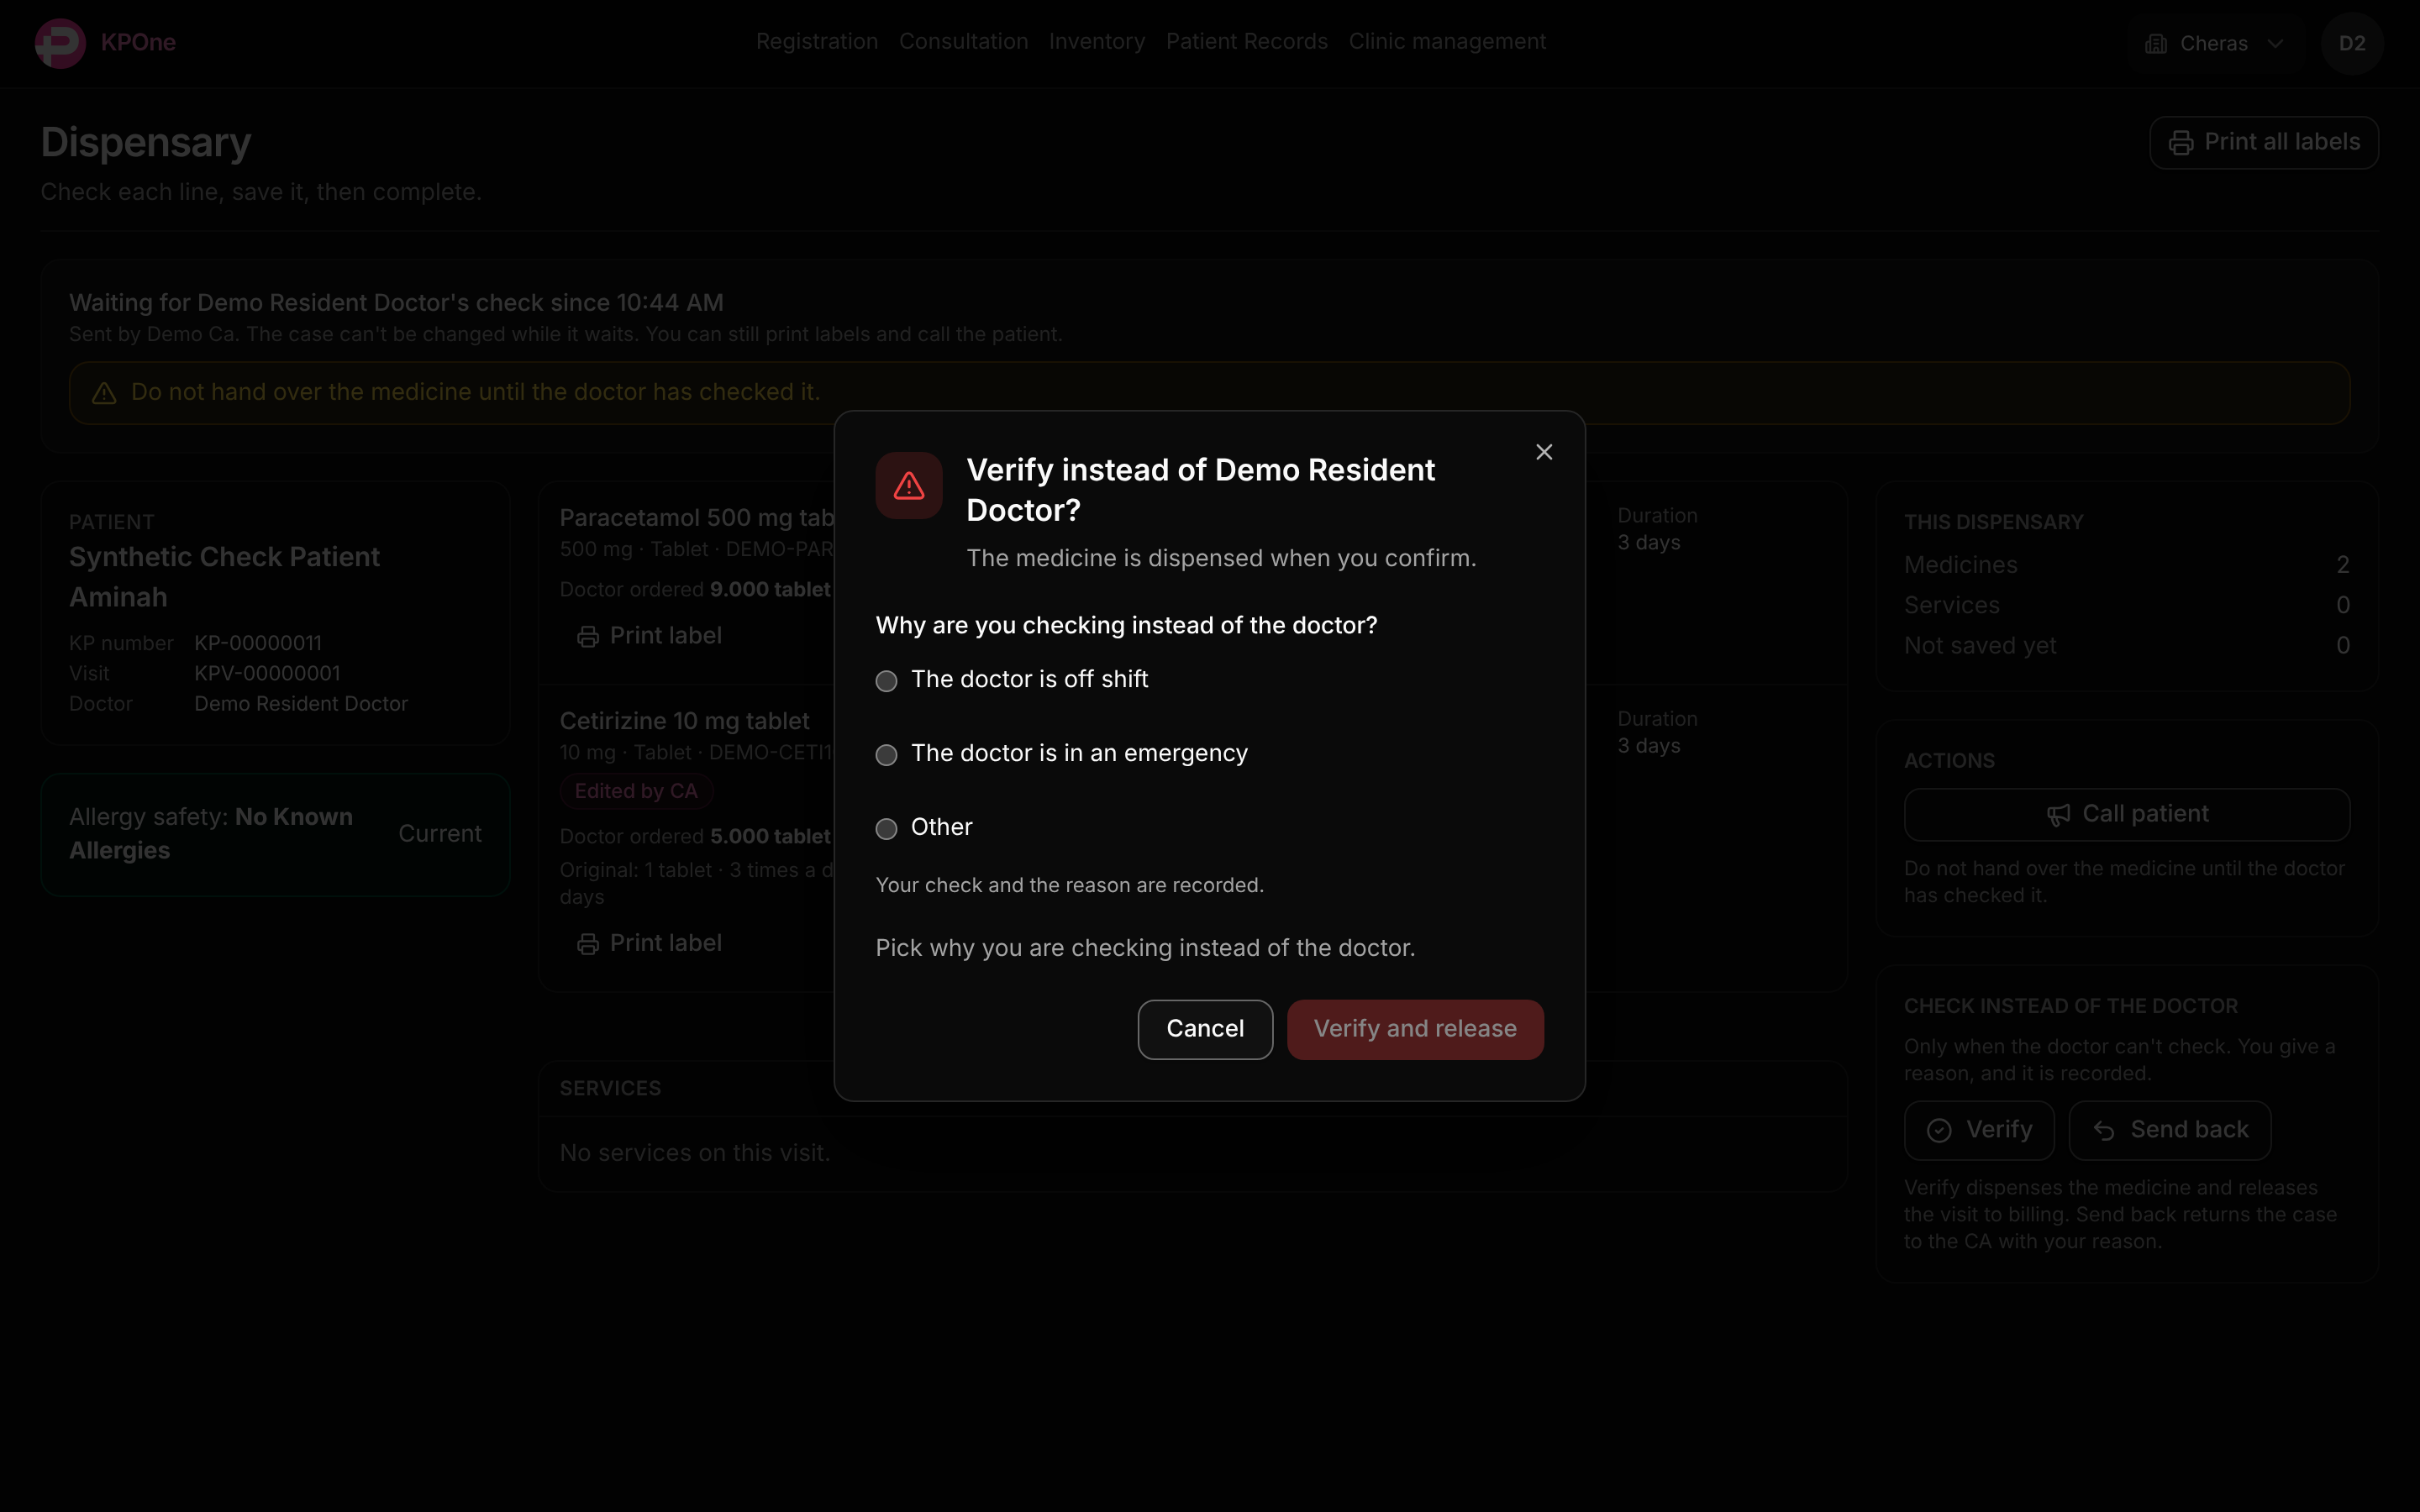 KPOne
Registration
Consultation
Inventory
Patient Records
Clinic management
Cheras
D2
Dispensary
Check each line, save it, then complete.
Print all labels
Waiting for Demo Resident Doctor's check since 10:44 AM
Sent by Demo Ca. The case can't be changed while it waits. You can still print labels and call the patient.
Do not hand over the medicine until the doctor has checked it.
PATIENT
Synthetic Check Patient
Aminah
KP number KP-00000011
Visit KPV-00000001
Doctor Demo Resident Doctor
Allergy safety: No Known
Allergies
Current
Paracetamol 500 mg tab
500 mg · Tablet · DEMO-PAR
Doctor ordered 9.000 tablet
Print label
Duration
3 days
Cetirizine 10 mg tablet
10 mg · Tablet · DEMO-CETI1
Edited by CA
Doctor ordered 5.000 tablet
Original: 1 tablet · 3 times a d
days
Print label
Duration
3 days
SERVICES
No services on this visit.
Verify instead of Demo Resident
Doctor?
The medicine is dispensed when you confirm.
Why are you checking instead of the doctor?
The doctor is off shift
The doctor is in an emergency
Other
Your check and the reason are recorded.
Pick why you are checking instead of the doctor.
Cancel
Verify and release
THIS DISPENSARY
Medicines 2
Services 0
Not saved yet 0
ACTIONS
Call patient
Do not hand over the medicine until the doctor
has checked it.
CHECK INSTEAD OF THE DOCTOR
Only when the doctor can't check. You give a
reason, and it is recorded.
Verify
Send back
Verify dispenses the medicine and releases
the visit to billing. Send back returns the case
to the CA with your reason.